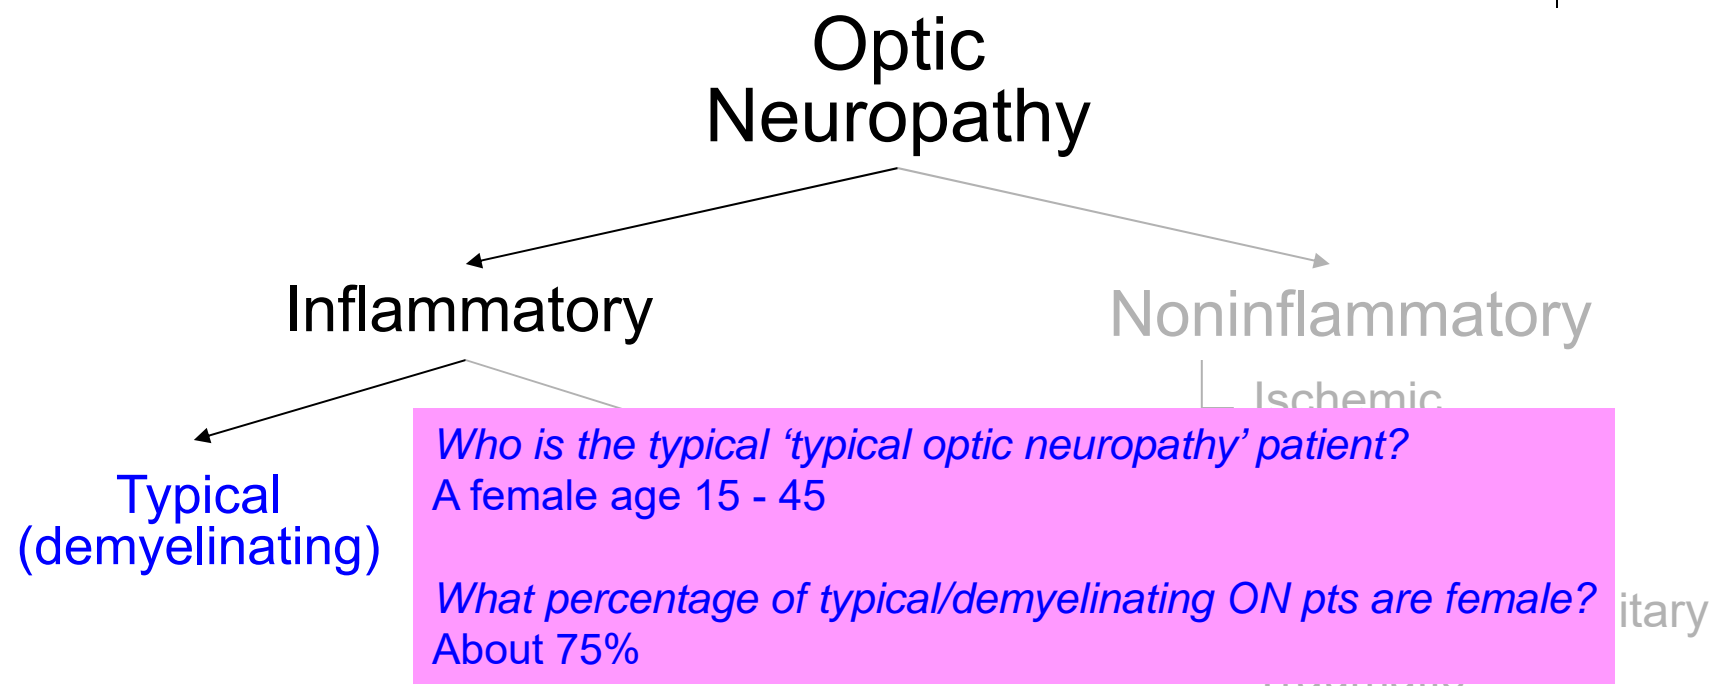 Optic
Neuropathy
Inflammatory
Noninflammatory
Ischemic
Typical
(demyelinating)
Who is the typical ‘typical optic neuropathy’ patient?
A female age 15 - 45
What percentage of typical/demyelinating ON pts are female?
About 75%
itary